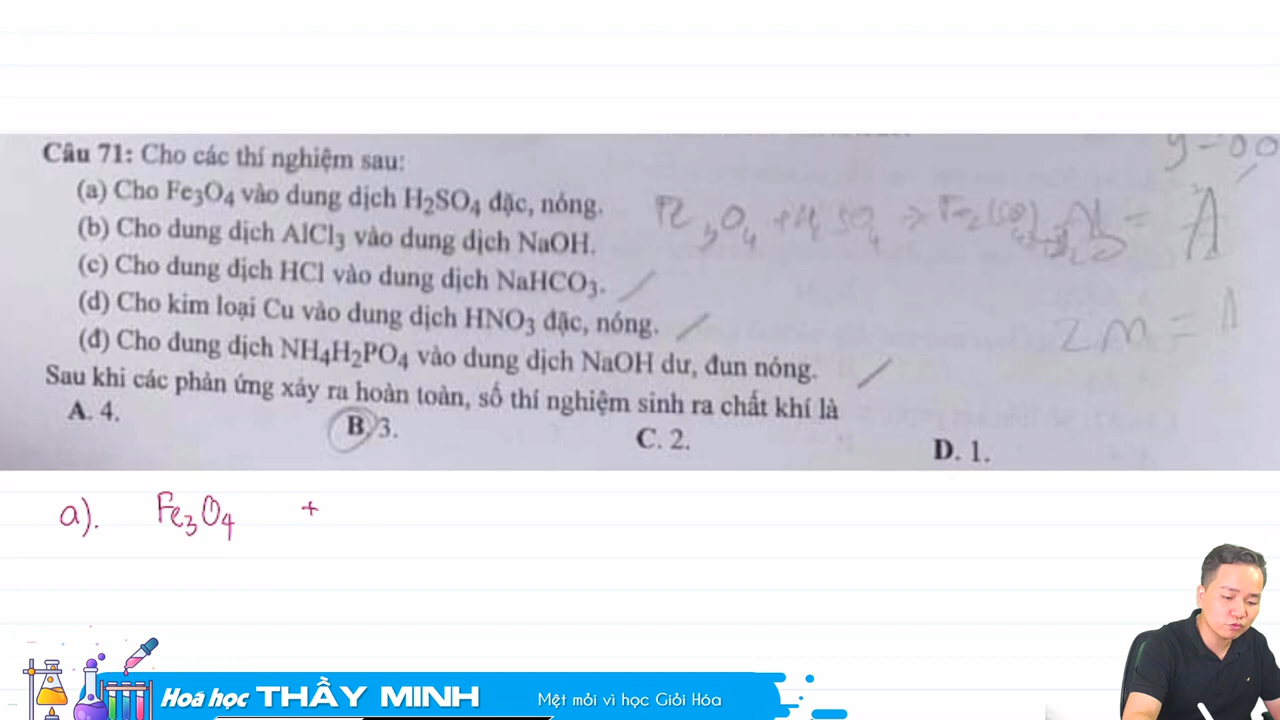 Câu 71: Cho các thí nghiệm sau:
(a) Cho Fe3O4 vào dung dịch H2SO4 đặc, nóng.
(b) Cho dung dịch AlCl3 vào dung dịch NaOH.
(c) Cho dung dịch HCl vào dung dịch NaHCO3.
(d) Cho kim loại Cu vào dung dịch HNO3 đặc, nóng.
(đ) Cho dung dịch NH4H2PO4 vào dung dịch NaOH dư, đun nóng.
Sau khi các phản ứng xảy ra hoàn toàn, số thí nghiệm sinh ra chất khí là
A. 4. B. 3. C. 2. D. 1.
a). Fe3O4 +
Hoá học THẦY MINH
Mệt mỏi vì học Giỏi Hóa